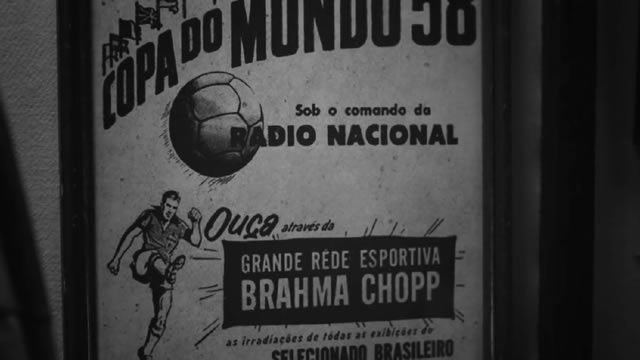 COPA DO MUNDO 58
Sob o comando da
RADIO NACIONAL
Ouça através da
GRANDE RÊDE ESPORTIVA
BRAHMA CHOPP
as irradiações de tôdas as exibições do
SELECIONADO BRASILEIRO